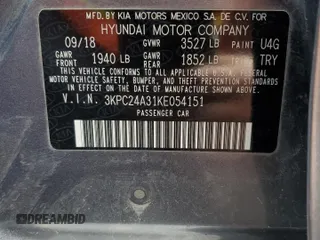 MFD BY KIA MOTORS MEXICO S.A. DE C.V. FOR
HYUNDAI MOTOR COMPANY
09/18 GVWR 3527 LB PAINT U4G
GAWR FRONT 1940 LB GAWR REAR 1852 LB TRIM TRY
THIS VEHICLE CONFORMS TO ALL APPLICABLE U.S. FEDERAL
MOTOR VEHICLE SAFETY, BUMPER, AND THEFT PREVENTION
STANDARDS IN EFFECT ON THE DATE OF MANUFACTURE SHOWN ABOVE.
V.I.N. 3KPC24A31KE054151
PASSENGER CAR
DREAMBID